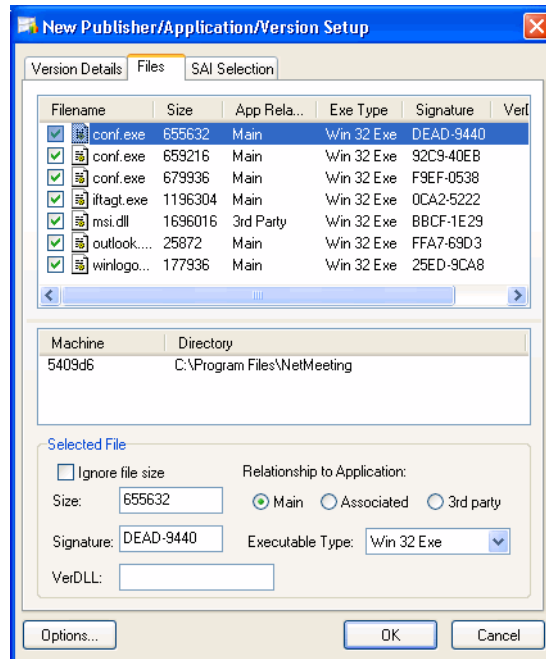 New Publisher/Application/Version Setup
Version Details Files SAI Selection
Filename Size App Rela... Exe Type Signature
conf.exe 655632 Main Win 32 Exe DEAD-9440
conf.exe 659216 Main Win 32 Exe 92C9-40EB
conf.exe 679936 Main Win 32 Exe F9EF-0538
iftagt.exe 1196304 Main Win 32 Exe 0CA2-5222
msi.dll 1696016 3rd Party Win 32 Exe BBCF-1E29
outlook.... 25872 Main Win 32 Exe FFA7-69D3
winlogo... 177936 Main Win 32 Exe 25ED-9CA8
Machine Directory
5409d6 C:\Program Files\NetMeeting
Selected File
Ignore file size Relationship to Application:
Size: 655632 Main Associated 3rd party
Signature: DEAD-9440 Executable Type: Win 32 Exe
VerDLL:
Options... OK Cancel